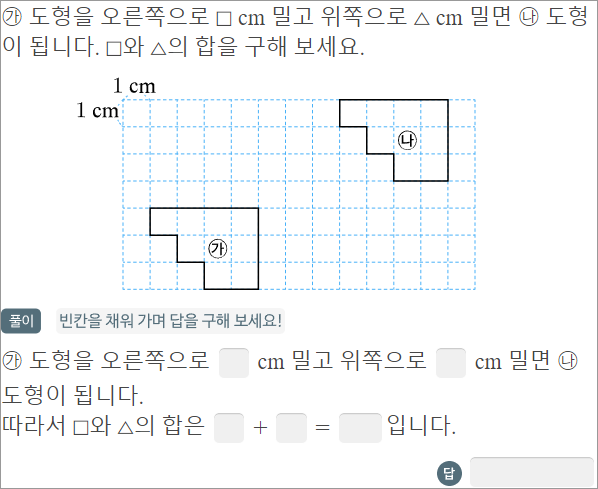 ㉮ 도형을 오른쪽으로 □ cm 밀고 위쪽으로 △ cm 밀면 ㉯ 도형
이 됩니다. □와 △의 합을 구해 보세요.
1 cm
1 cm
㉯
㉮
풀이 빈칸을 채워 가며 답을 구해 보세요!
㉮ 도형을 오른쪽으로 cm 밀고 위쪽으로 cm 밀면 ㉯
도형이 됩니다.
따라서 □와 △의 합은 + = 입니다.
답